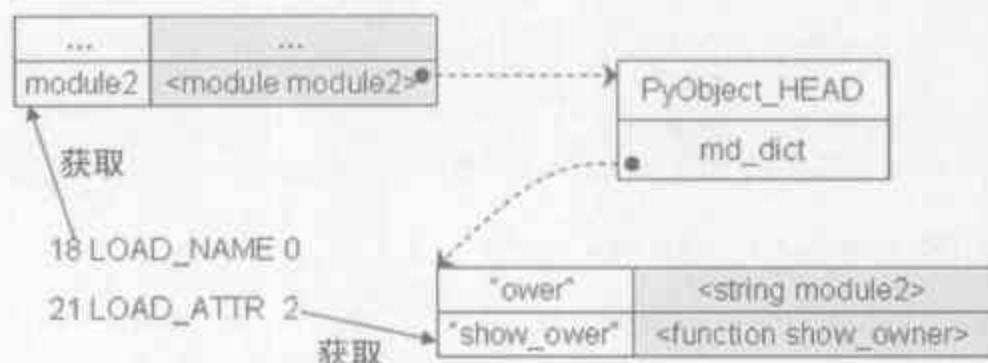 ... ...
module2 <module module2>
PyObject_HEAD
md_dict
获取
18 LOAD_NAME 0
21 LOAD_ATTR 2
获取
"ower" <string module2>
"show_ower" <function show_owner>